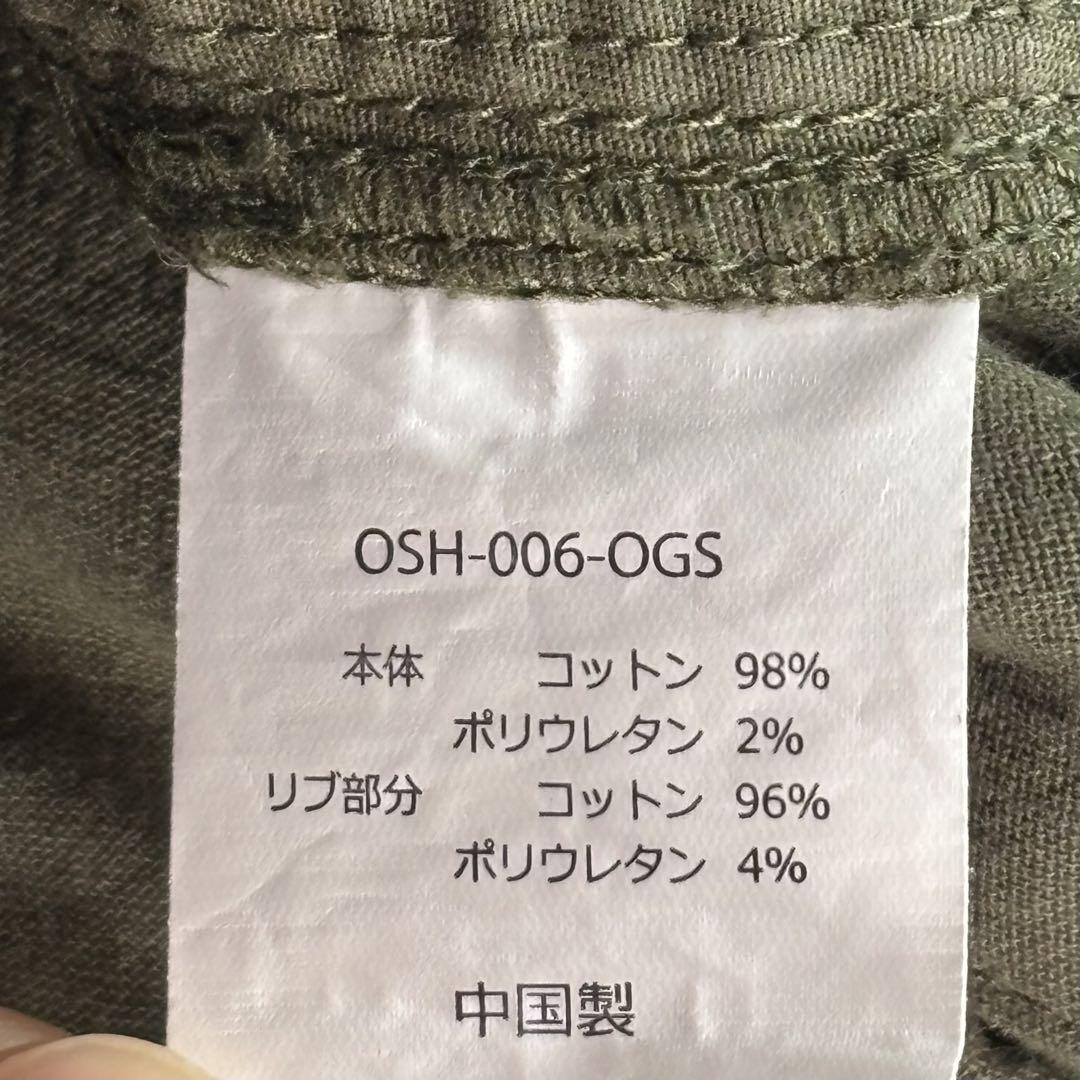 OSH-006-OGS
本体 コットン 98%
ポリウレタン 2%
リブ部分 コットン 96%
ポリウレタン 4%
中国製